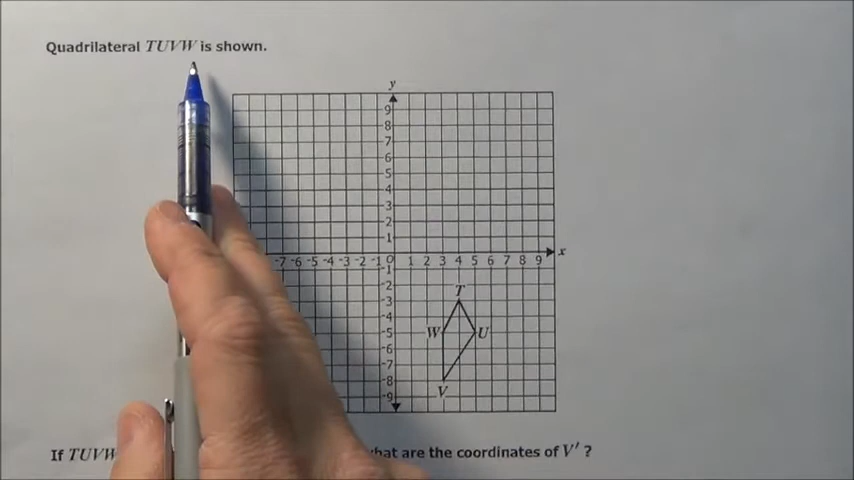 Quadrilateral TUVW is shown.
y
9
8
7
6
5
4
3
2
1
-7 -6 -5 -4 -3 -2 -1 0 1 2 3 4 5 6 7 8 9 x
-1
-2
-3
-4
-5
-6
-7
-8
-9
T
W U
V
If TUVW what are the coordinates of V′ ?